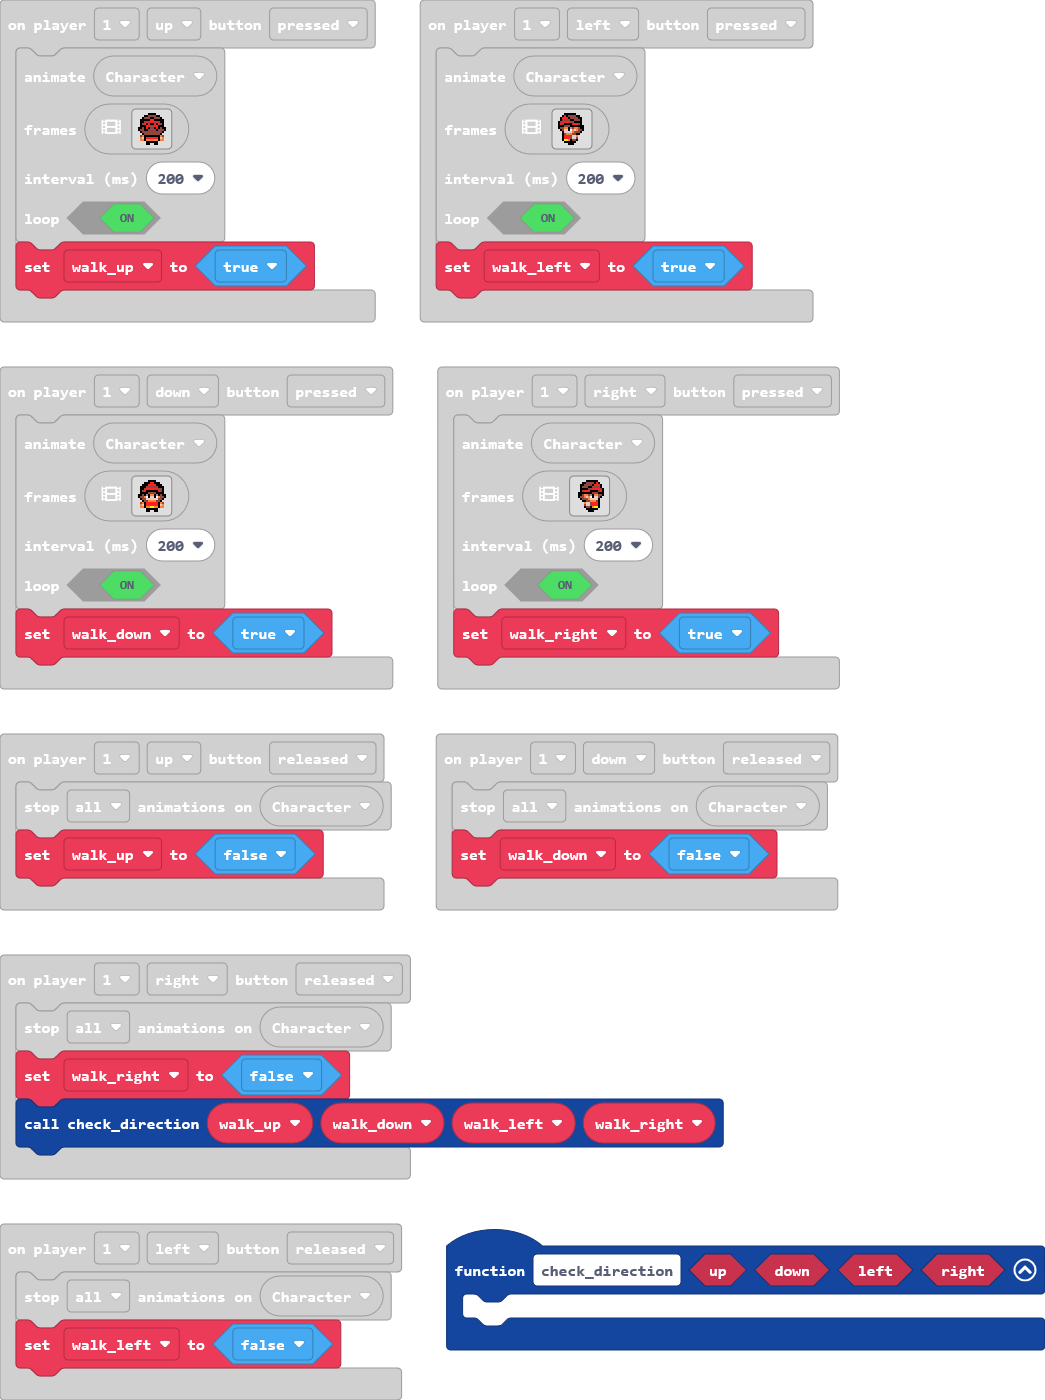 on player 1 up button pressed
animate Character
frames
interval (ms) 200
loop ON
set walk_up to true
on player 1 left button pressed
animate Character
frames
interval (ms) 200
loop ON
set walk_left to true
on player 1 down button pressed
animate Character
frames
interval (ms) 200
loop ON
set walk_down to true
on player 1 right button pressed
animate Character
frames
interval (ms) 200
loop ON
set walk_right to true
on player 1 up button released
stop all animations on Character
set walk_up to false
on player 1 down button released
stop all animations on Character
set walk_down to false
on player 1 right button released
stop all animations on Character
set walk_right to false
call check_direction walk_up walk_down walk_left walk_right
on player 1 left button released
stop all animations on Character
set walk_left to false
function check_direction up down left right